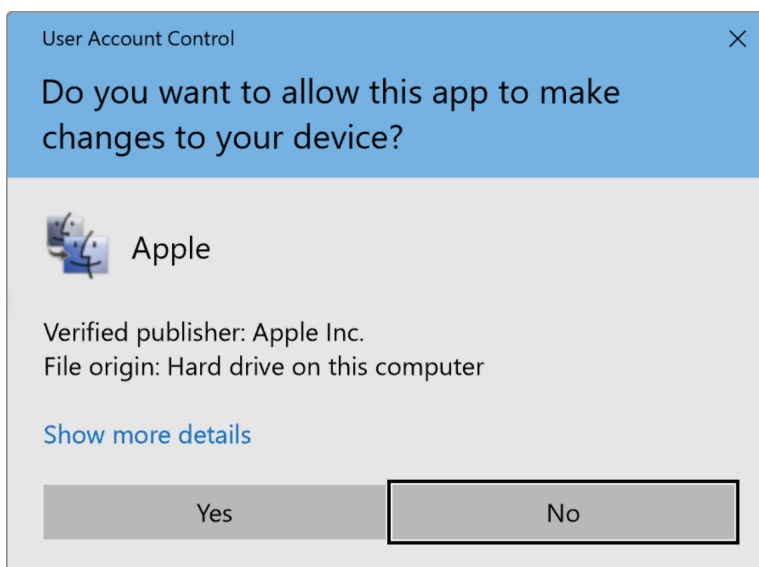 User Account Control
Do you want to allow this app to make
changes to your device?
Apple
Verified publisher: Apple Inc.
File origin: Hard drive on this computer
Show more details
Yes
No